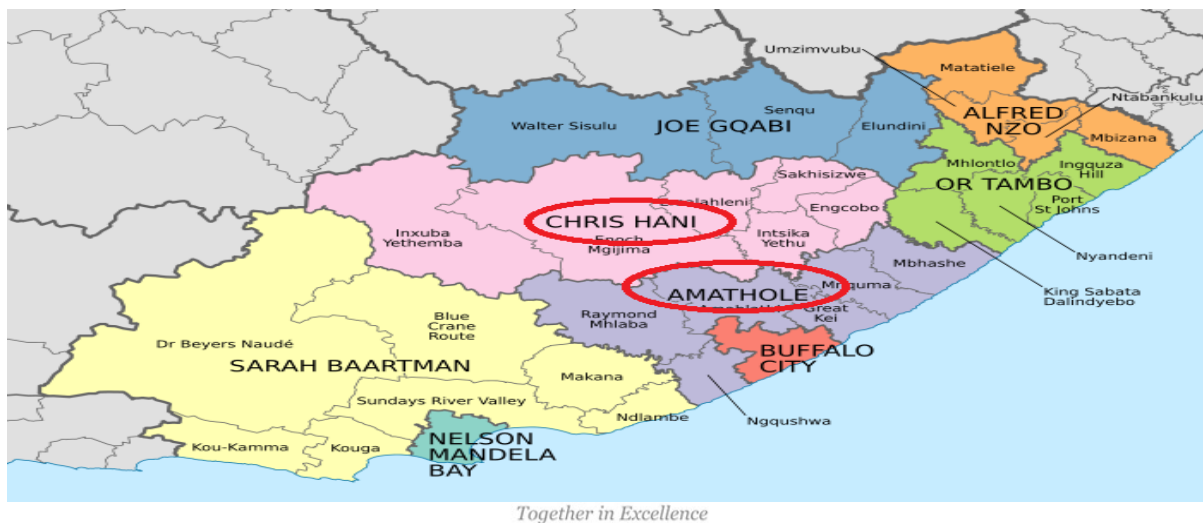 Umzimvubu
Matatiele
Ntabankulu
ALFRED
NZO
Mbizana
Senqu
Walter Sisulu
JOE GQABI
Elundini
Mhlontlo
Ingquza
Hill
OR TAMBO
Port
St Johns
Sakhisizwe
Engcobo
CHRIS HANI
Intsika
Yethu
Inxuba
Yethemba
Enoch
Mgijima
Nyandeni
Mbhashe
King Sabata
Dalindyebo
AMATHOLE
Mnquma
Great
Kei
Raymond
Mhlaba
Blue
Crane
Route
Dr Beyers Naudé
BUFFALO
CITY
SARAH BAARTMAN
Makana
Sundays River Valley
Ndlambe
Ngqushwa
Kou-Kamma
Kouga
NELSON
MANDELA
BAY
Together in Excellence